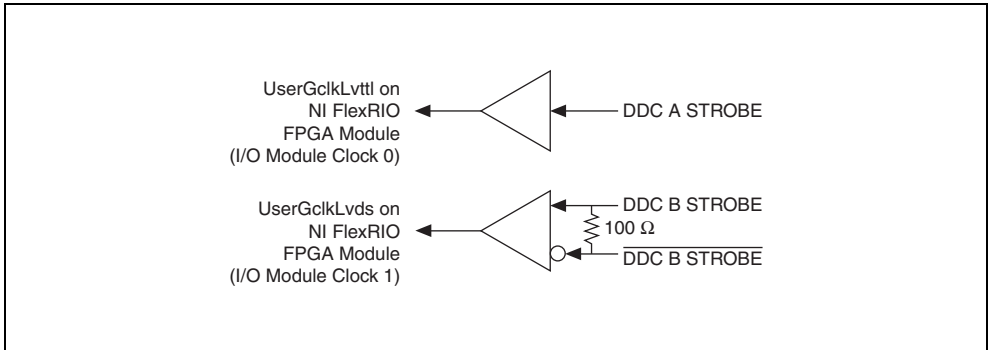 UserGclkLvttl on
NI FlexRIO
FPGA Module
(I/O Module Clock 0)
DDC A STROBE
UserGclkLvds on
NI FlexRIO
FPGA Module
(I/O Module Clock 1)
DDC B STROBE
100 Ω
DDC B STROBE